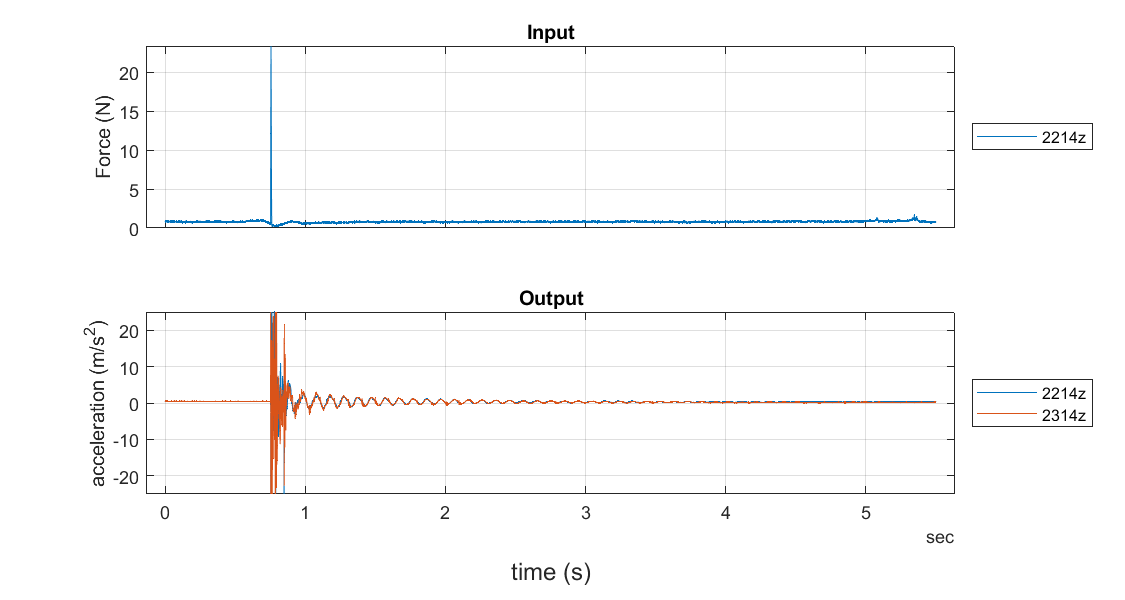 Input
Force (N)
20
15
10
5
0
2214z
Output
acceleration (m/s²)
20
10
0
-10
-20
0 1 2 3 4 5
sec
time (s)
2214z
2314z